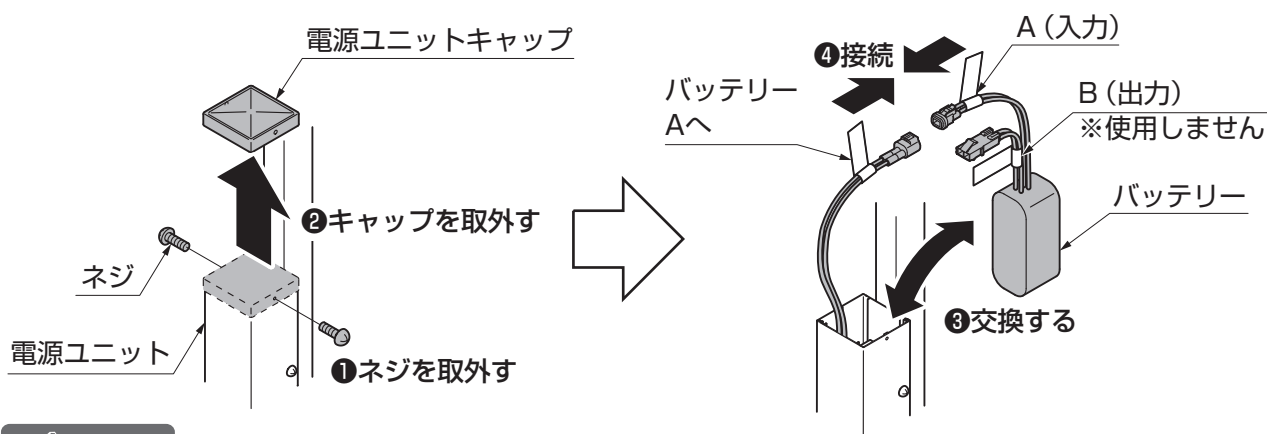 電源ユニットキャップ
❷キャップを取外す
ネジ
電源ユニット
❶ネジを取外す
A（入力）
❹接続
バッテリー
Aへ
B（出力）
※使用しません
バッテリー
❸交換する